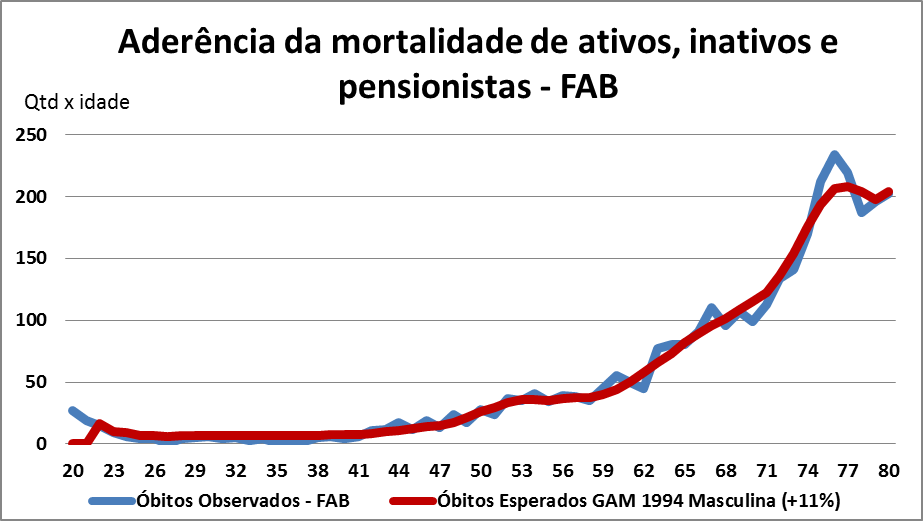 Aderência da mortalidade de ativos, inativos e
pensionistas - FAB
Qtd x idade
250
200
150
100
50
0
20 23 26 29 32 35 38 41 44 47 50 53 56 59 62 65 68 71 74 77 80
Óbitos Observados - FAB Óbitos Esperados GAM 1994 Masculina (+11%)